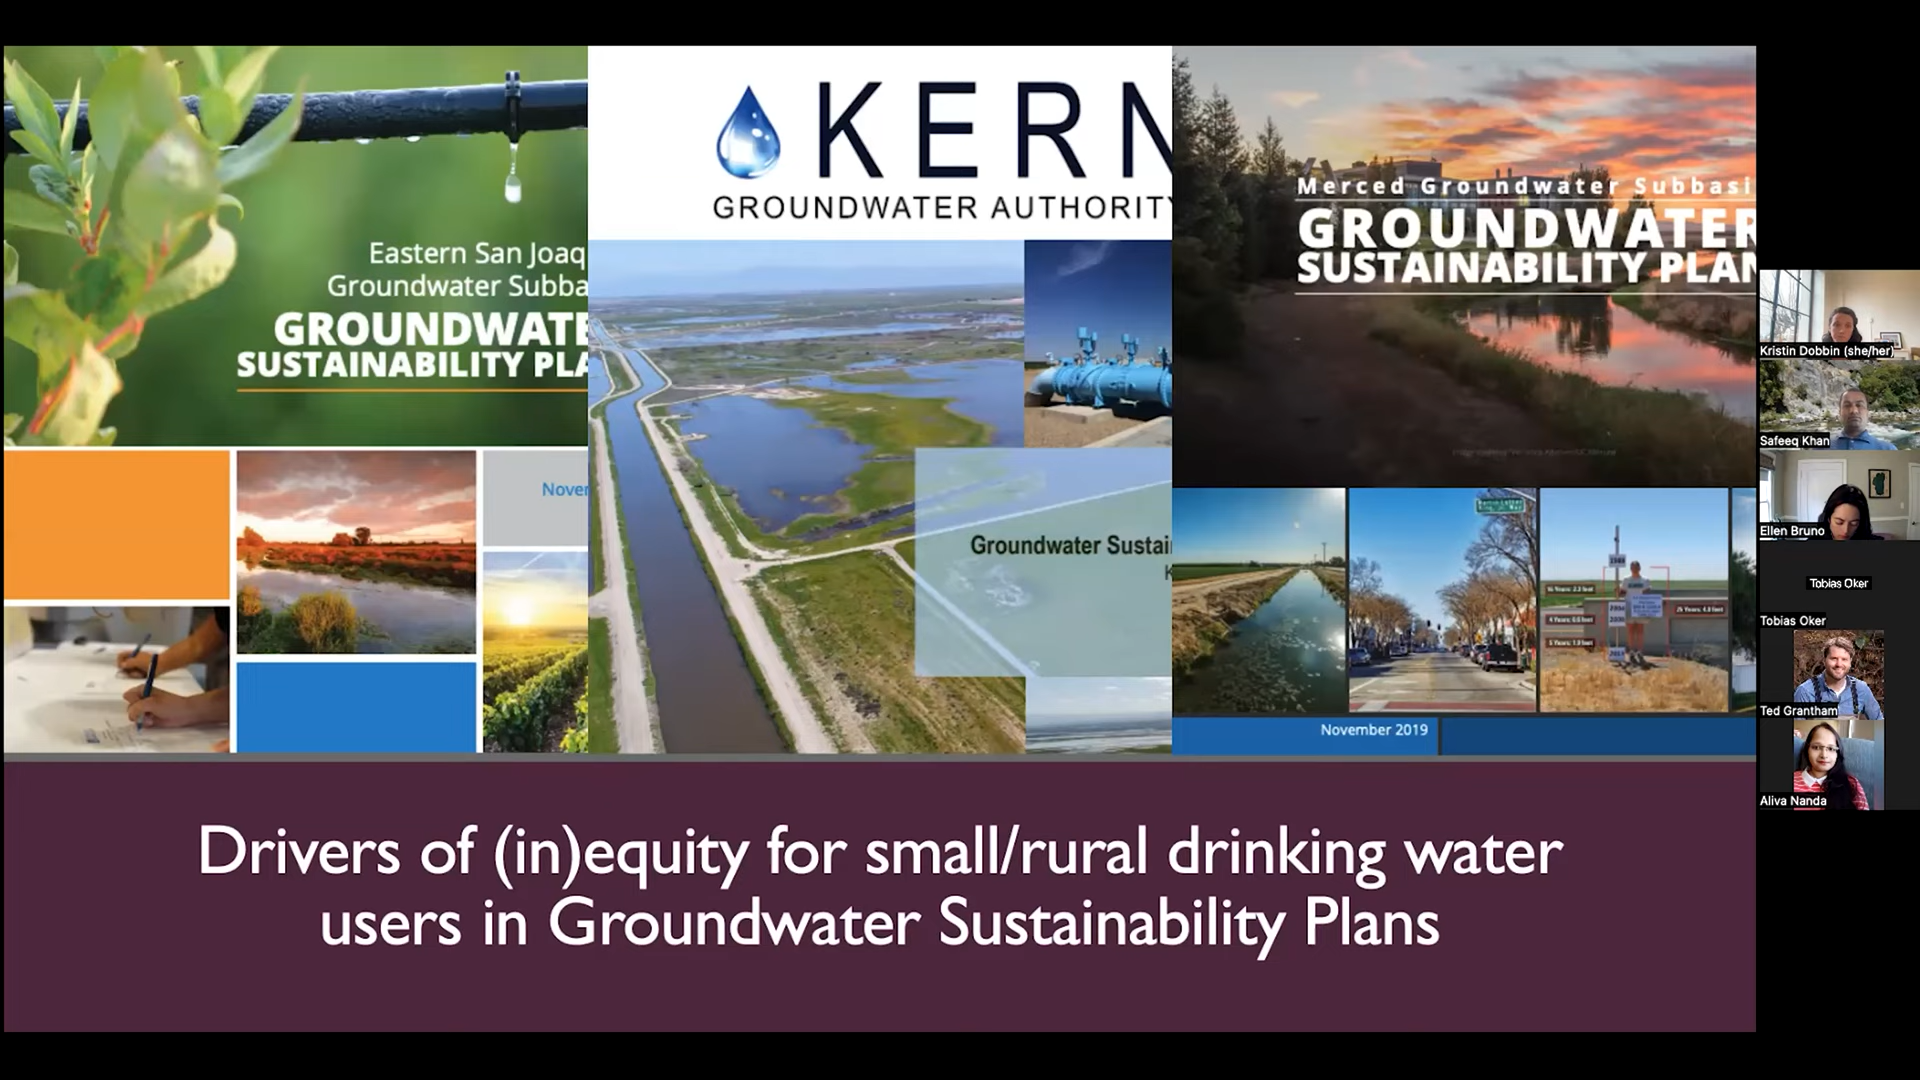 Eastern San Joaq
Groundwater Subba
GROUNDWATE
SUSTAINABILITY PLA
Novem
KERN
GROUNDWATER AUTHORITY
Groundwater Sustai
K
Merced Groundwater Subbasi
GROUNDWATER
SUSTAINABILITY PLAN
November 2019
Drivers of (in)equity for small/rural drinking water
users in Groundwater Sustainability Plans
Kristin Dobbin (she/her)
Safeeq Khan
Ellen Bruno
Tobias Oker
Tobias Oker
Ted Grantham
Aliva Nanda